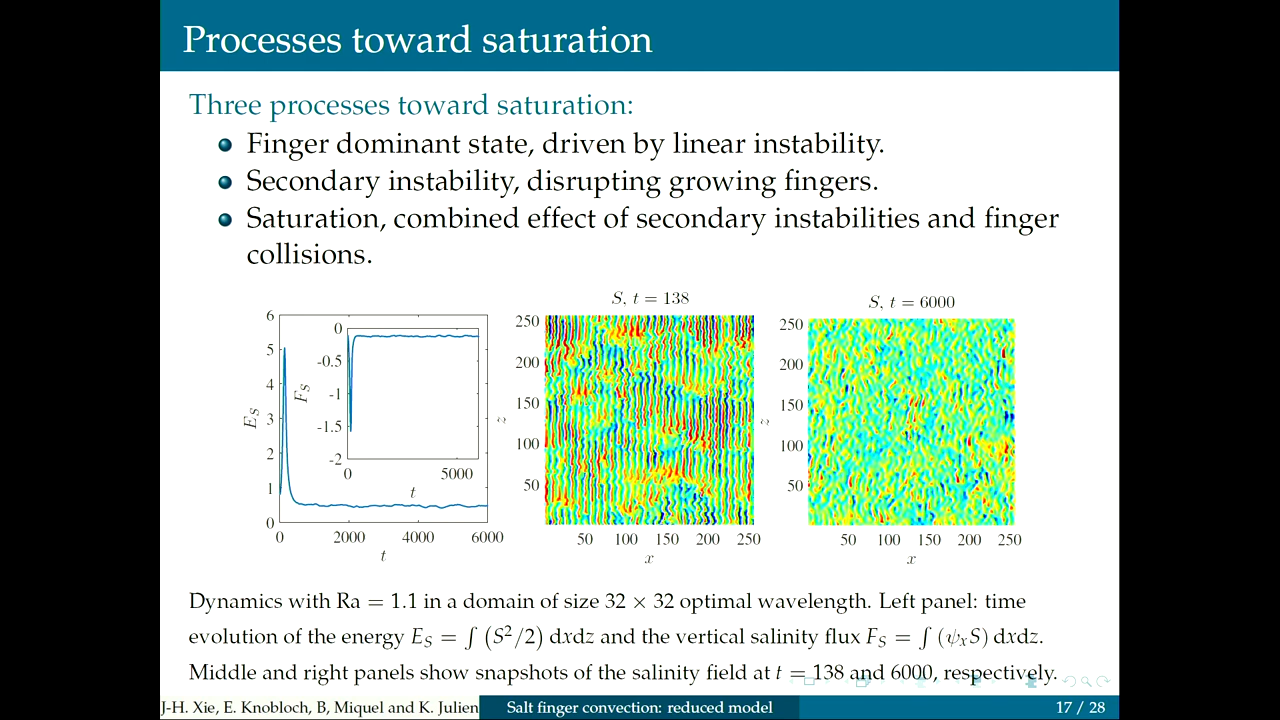 Processes toward saturation
Three processes toward saturation:
Finger dominant state, driven by linear instability.
Secondary instability, disrupting growing fingers.
Saturation, combined effect of secondary instabilities and finger
collisions.
6
5
4
3
2
1
0
E_S
0
2000
4000
6000
t
0
-0.5
-1
-1.5
-2
F_S
0
5000
t
S, t = 138
250
200
150
100
50
z
50
100
150
200
250
x
S, t = 6000
250
200
150
100
50
z
50
100
150
200
250
x
Dynamics with Ra = 1.1 in a domain of size 32 × 32 optimal wavelength. Left panel: time
evolution of the energy E_S = ∫ (S²/2) dxdz and the vertical salinity flux F_S = ∫ (ψ_xS) dxdz.
Middle and right panels show snapshots of the salinity field at t = 138 and 6000, respectively.
J-H. Xie, E. Knobloch, B, Miquel and K. Julien
Salt finger convection: reduced model
17 / 28